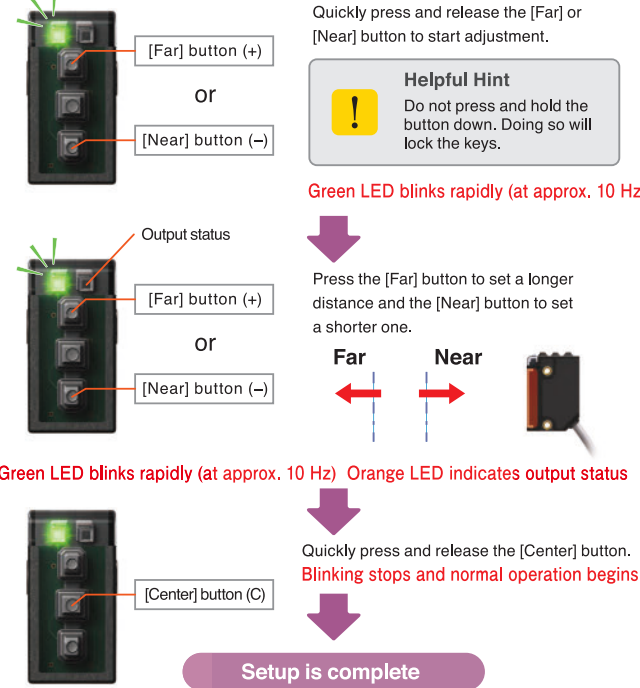 Quickly press and release the [Far] or
[Near] button to start adjustment.
[Far] button (+)
or
[Near] button (–)
!
Helpful Hint
Do not press and hold the
button down. Doing so will
lock the keys.
Green LED blinks rapidly (at approx. 10 Hz
Output status
[Far] button (+)
or
[Near] button (–)
Press the [Far] button to set a longer
distance and the [Near] button to set
a shorter one.
Far Near
Green LED blinks rapidly (at approx. 10 Hz) Orange LED indicates output status
Quickly press and release the [Center] button.
Blinking stops and normal operation begins
[Center] button (C)
Setup is complete